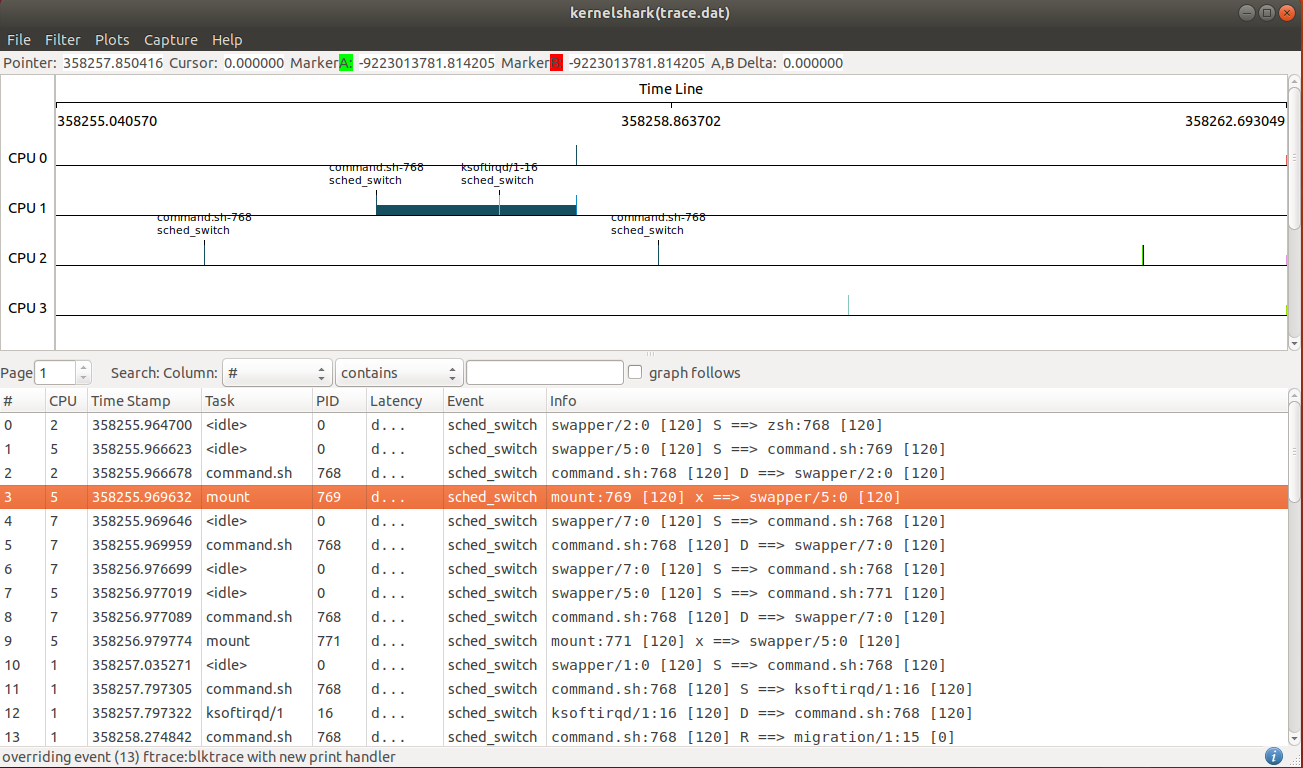 kernelshark(trace.dat)
File Filter Plots Capture Help
Pointer: 358257.850416 Cursor: 0.000000 Marker A: -9223013781.814205 Marker B: -9223013781.814205 A,B Delta: 0.000000
Time Line
358255.040570 358258.863702 358262.693049
CPU 0
command.sh-768 ksoftirqd/1-16
sched_switch sched_switch
CPU 1
command.sh-768 command.sh-768
sched_switch sched_switch
CPU 2
CPU 3
Page 1 Search: Column: # contains graph follows
# CPU Time Stamp Task PID Latency Event Info
0 2 358255.964700 <idle> 0 d... sched_switch swapper/2:0 [120] S ==> zsh:768 [120]
1 5 358255.966623 <idle> 0 d... sched_switch swapper/5:0 [120] S ==> command.sh:769 [120]
2 2 358255.966678 command.sh 768 d... sched_switch command.sh:768 [120] D ==> swapper/2:0 [120]
3 5 358255.969632 mount 769 d... sched_switch mount:769 [120] x ==> swapper/5:0 [120]
4 7 358255.969646 <idle> 0 d... sched_switch swapper/7:0 [120] S ==> command.sh:768 [120]
5 7 358255.969959 command.sh 768 d... sched_switch command.sh:768 [120] D ==> swapper/7:0 [120]
6 7 358256.976699 <idle> 0 d... sched_switch swapper/7:0 [120] S ==> command.sh:768 [120]
7 5 358256.977019 <idle> 0 d... sched_switch swapper/5:0 [120] S ==> command.sh:771 [120]
8 7 358256.977089 command.sh 768 d... sched_switch command.sh:768 [120] D ==> swapper/7:0 [120]
9 5 358256.979774 mount 771 d... sched_switch mount:771 [120] x ==> swapper/5:0 [120]
10 1 358257.035271 <idle> 0 d... sched_switch swapper/1:0 [120] S ==> command.sh:768 [120]
11 1 358257.797305 command.sh 768 d... sched_switch command.sh:768 [120] S ==> ksoftirqd/1:16 [120]
12 1 358257.797322 ksoftirqd/1 16 d... sched_switch ksoftirqd/1:16 [120] D ==> command.sh:768 [120]
13 1 358258.274842 command.sh 768 d... sched_switch command.sh:768 [120] R ==> migration/1:15 [0]
overriding event (13) ftrace:blktrace with new print handler